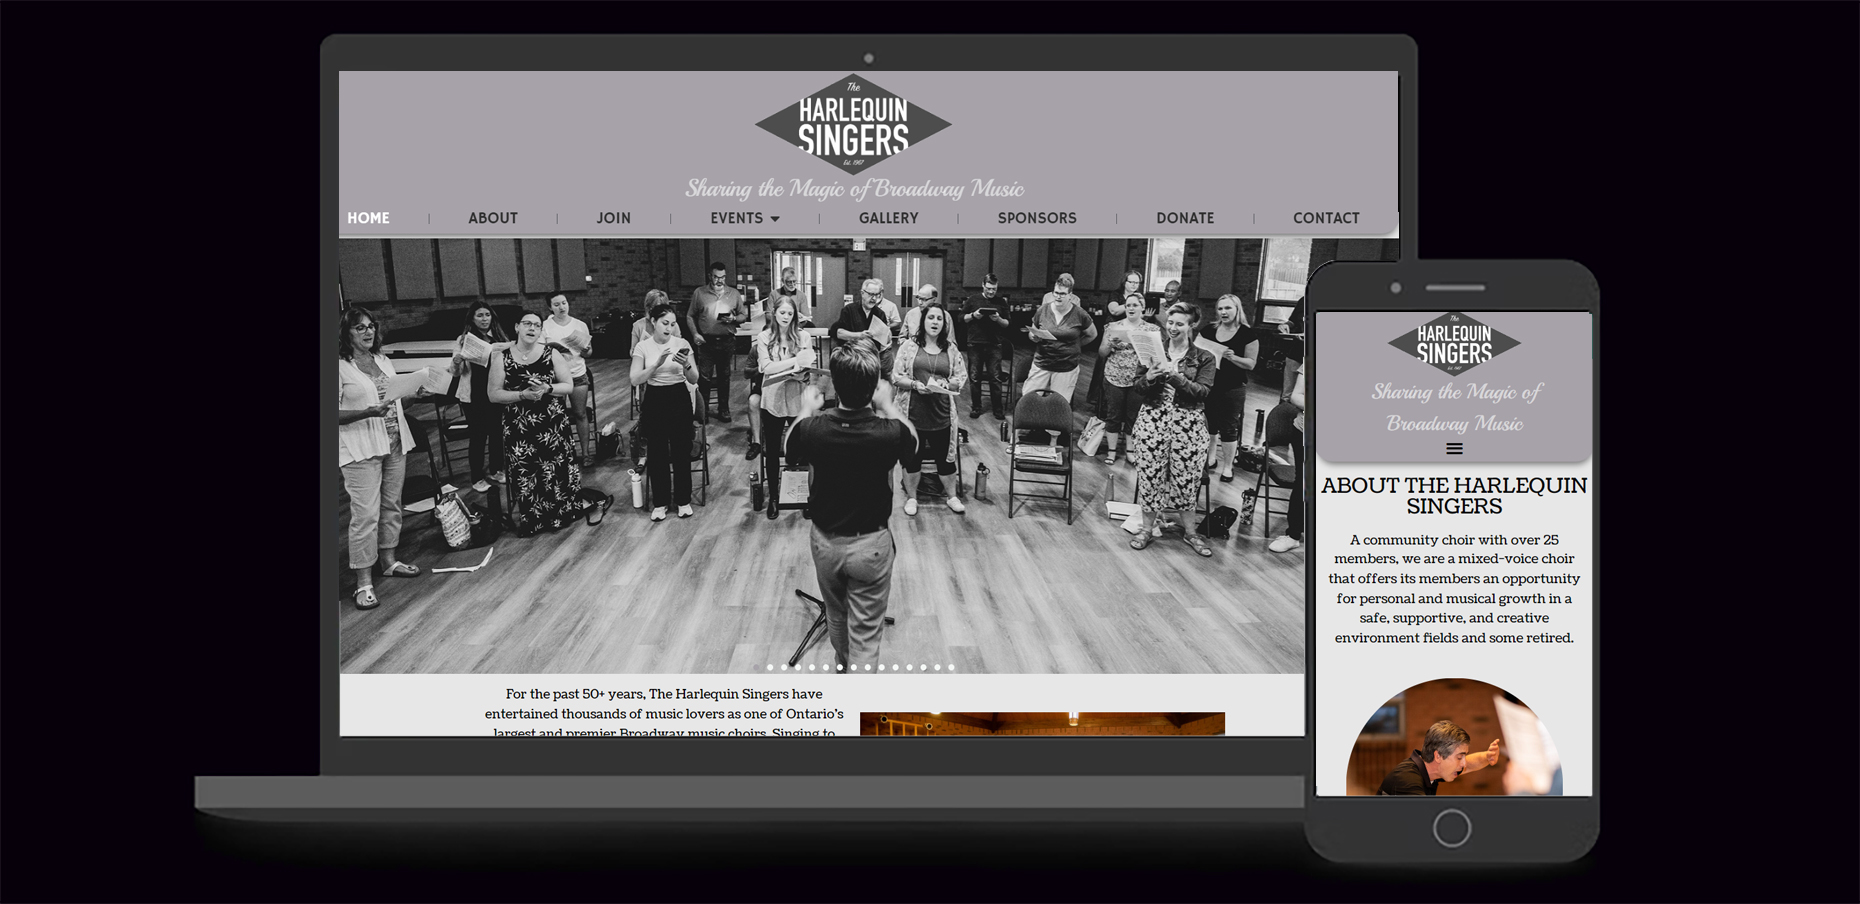 The
HARLEQUIN
SINGERS
Est. 1967
Sharing the Magic of Broadway Music
HOME
ABOUT
JOIN
EVENTS
GALLERY
SPONSORS
DONATE
CONTACT
For the past 50+ years, The Harlequin Singers have
entertained thousands of music lovers as one of Ontario's
largest and premier Broadway music choirs. Singing to
The
HARLEQUIN
SINGERS
Est. 1967
Sharing the Magic of
Broadway Music
ABOUT THE HARLEQUIN
SINGERS
A community choir with over 25
members, we are a mixed-voice choir
that offers its members an opportunity
for personal and musical growth in a
safe, supportive, and creative
environment fields and some retired.